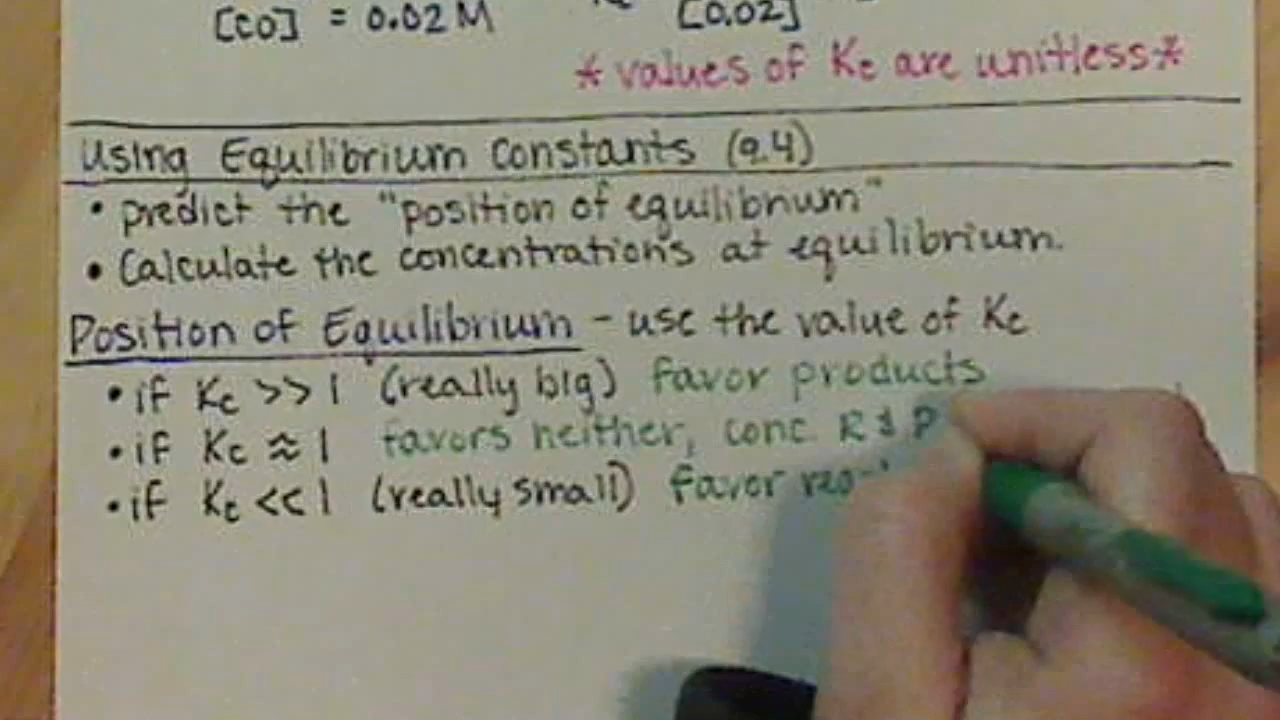 [CO] = 0.02 M [0.02]
* values of Kc are unitless *
Using Equilibrium Constants (9.4)
• predict the "position of equilibrium"
• Calculate the concentrations at equilibrium.
Position of Equilibrium - use the value of Kc
• if Kc >> 1 (really big) favor products
• if Kc ≈ 1 favors neither, conc. R & P
• if Kc << 1 (really small) favor